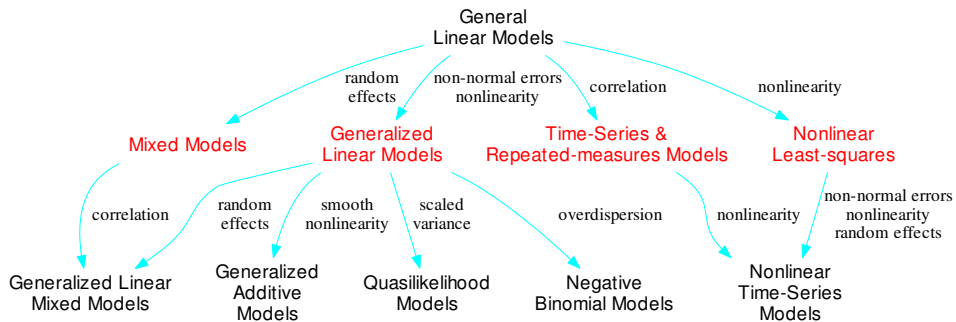 General
Linear Models
random
effects
non-normal errors
nonlinearity
correlation
nonlinearity
Mixed Models
Generalized
Linear Models
Time-Series &
Repeated-measures Models
Nonlinear
Least-squares
correlation
random
effects
smooth
nonlinearity
scaled
variance
overdispersion
nonlinearity
non-normal errors
nonlinearity
random effects
Generalized Linear
Mixed Models
Generalized
Additive
Models
Quasilikelihood
Models
Negative
Binomial Models
Nonlinear
Time-Series
Models